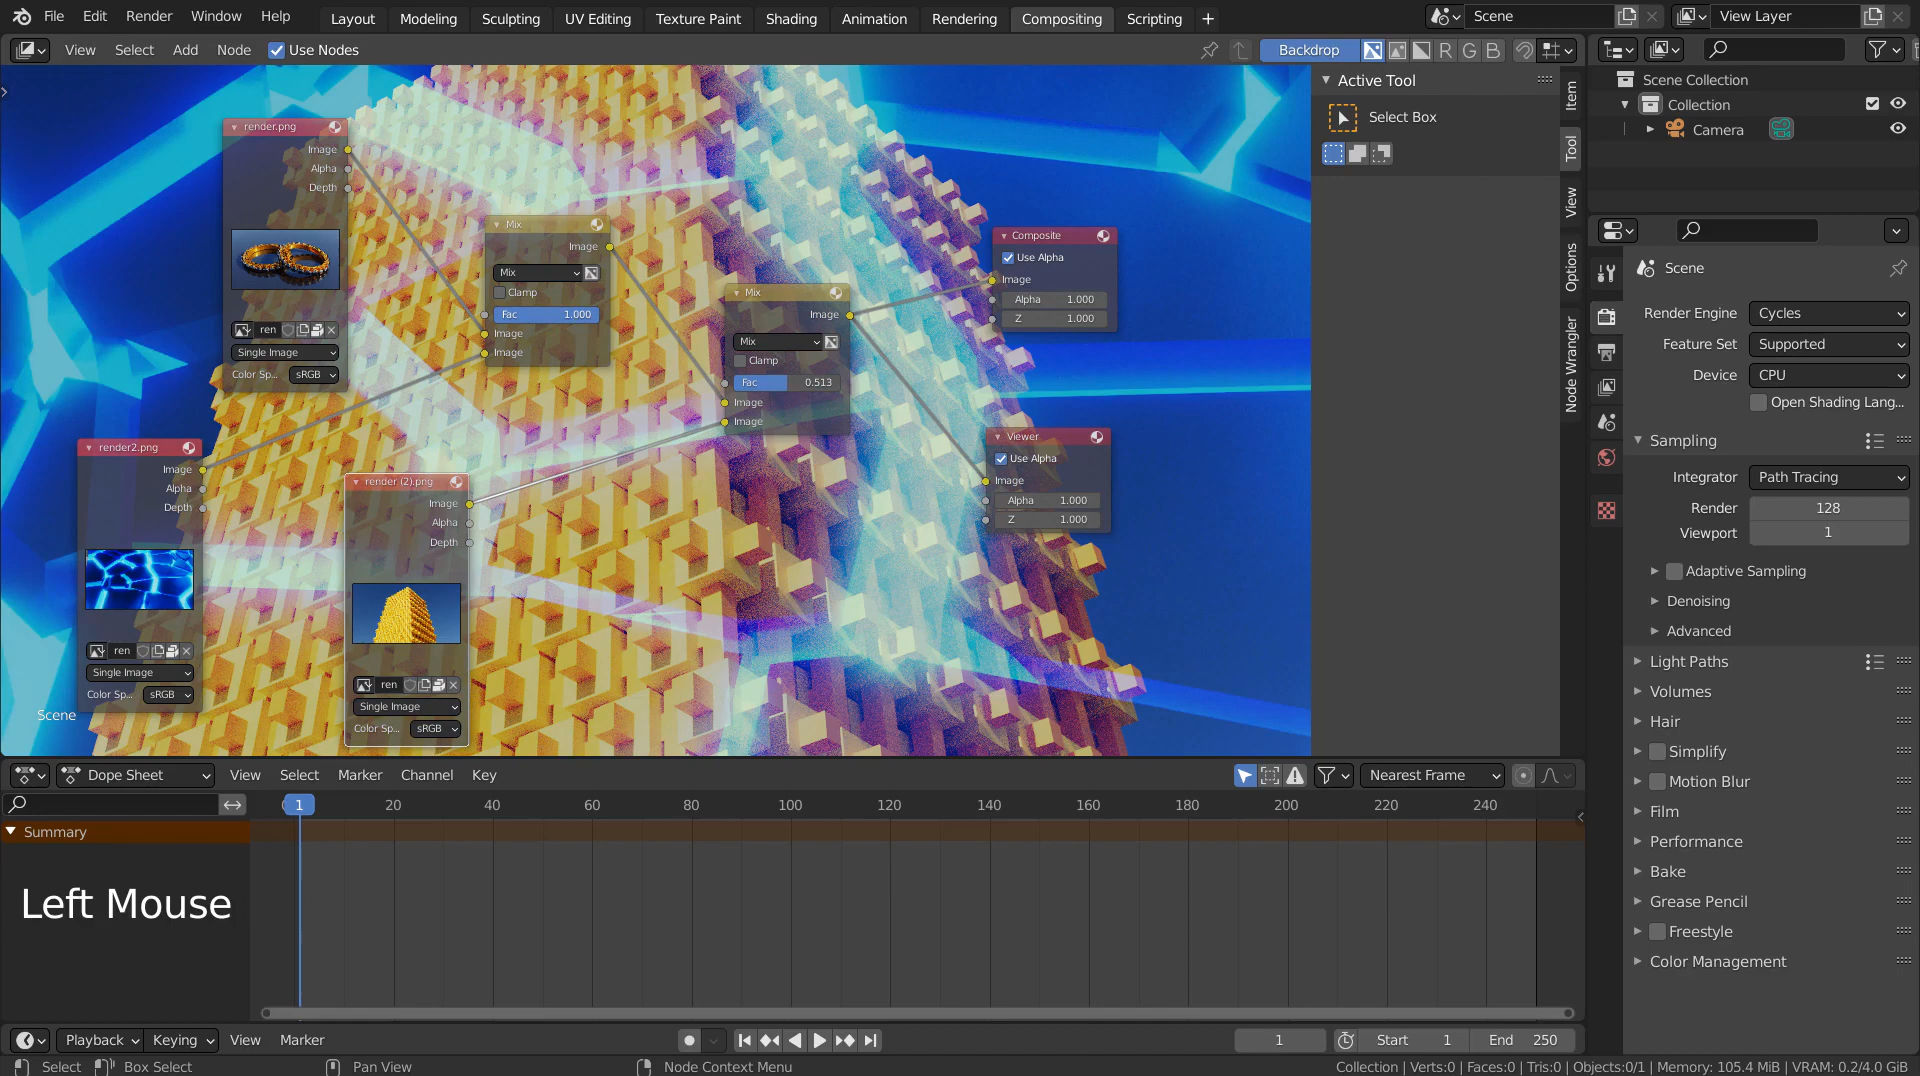 File Edit Render Window Help Layout Modeling Sculpting UV Editing Texture Paint Shading Animation Rendering Compositing Scripting + Scene View Layer
View Select Add Node Use Nodes Backdrop R G B
Active Tool
Select Box
Item
Tool
View
Options
Node Wrangler
render.png
Image
Alpha
Depth
ren
Single Image
Color Sp... sRGB
Mix
Image
Mix
Clamp
Fac 1.000
Image
Image
Mix
Image
Mix
Clamp
Fac 0.513
Image
Image
Composite
Use Alpha
Image
Alpha 1.000
Z 1.000
Viewer
Use Alpha
Image
Alpha 1.000
Z 1.000
render2.png
Image
Alpha
Depth
ren
Single Image
Color Sp... sRGB
render (2).png
Image
Alpha
Depth
ren
Single Image
Color Sp... sRGB
Scene
Scene Collection
Collection
Camera
Scene
Render Engine Cycles
Feature Set Supported
Device CPU
Open Shading Lang...
Sampling
Integrator Path Tracing
Render 128
Viewport 1
Adaptive Sampling
Denoising
Advanced
Light Paths
Volumes
Hair
Simplify
Motion Blur
Film
Performance
Bake
Grease Pencil
Freestyle
Color Management
Dope Sheet View Select Marker Channel Key Nearest Frame
1 20 40 60 80 100 120 140 160 180 200 220 240
Summary
Left Mouse
Playback Keying View Marker 1 Start 1 End 250
Select Box Select Pan View Node Context Menu Collection | Verts:0 | Faces:0 | Tris:0 | Objects:0/1 | Memory: 105.4 MiB | VRAM: 0.2/4.0 GiB